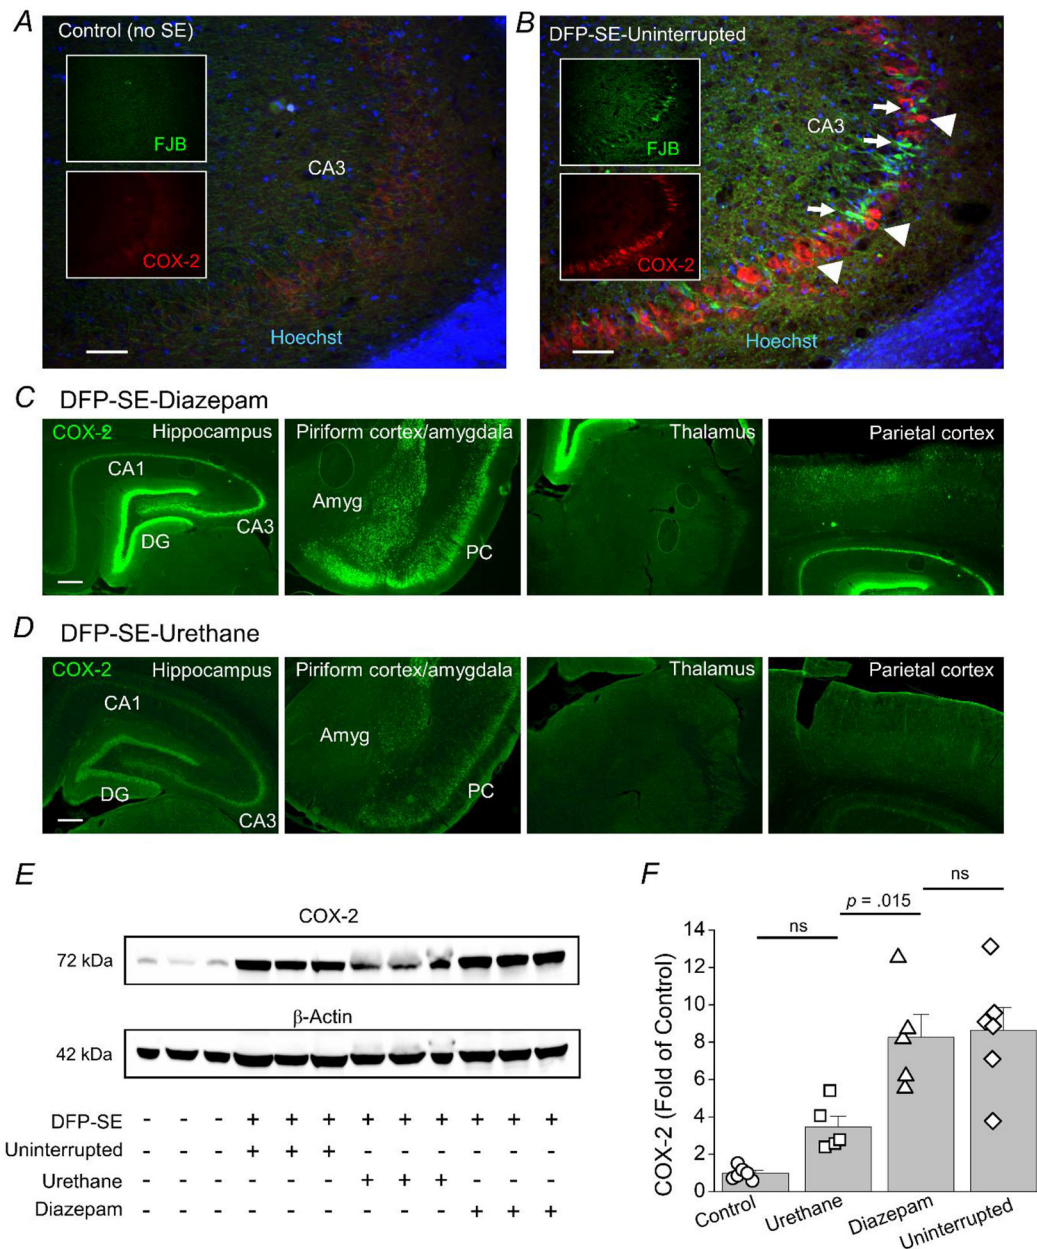 A
Control (no SE)
FJB
CA3
COX-2
Hoechst
B
DFP-SE-Uninterrupted
CA3
FJB
COX-2
Hoechst
C DFP-SE-Diazepam
COX-2 Hippocampus
CA1
CA3
DG
Piriform cortex/amygdala
Amyg
PC
Thalamus
Parietal cortex
D DFP-SE-Urethane
COX-2 Hippocampus
CA1
DG
CA3
Piriform cortex/amygdala
Amyg
PC
Thalamus
Parietal cortex
E
COX-2
72 kDa
β-Actin
42 kDa
DFP-SE - - - + + + + + + + + +
Uninterrupted - - - + + + - - - - - -
Urethane - - - - - - + + + - - -
Diazepam - - - - - - - - - + + +
F
ns
p = .015
ns
COX-2 (Fold of Control)
14
12
10
8
6
4
2
0
Control
Urethane
Diazepam
Uninterrupted